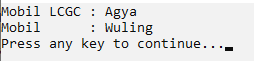 Mobil LCGC : Agya
Mobil      : Wuling
Press any key to continue...